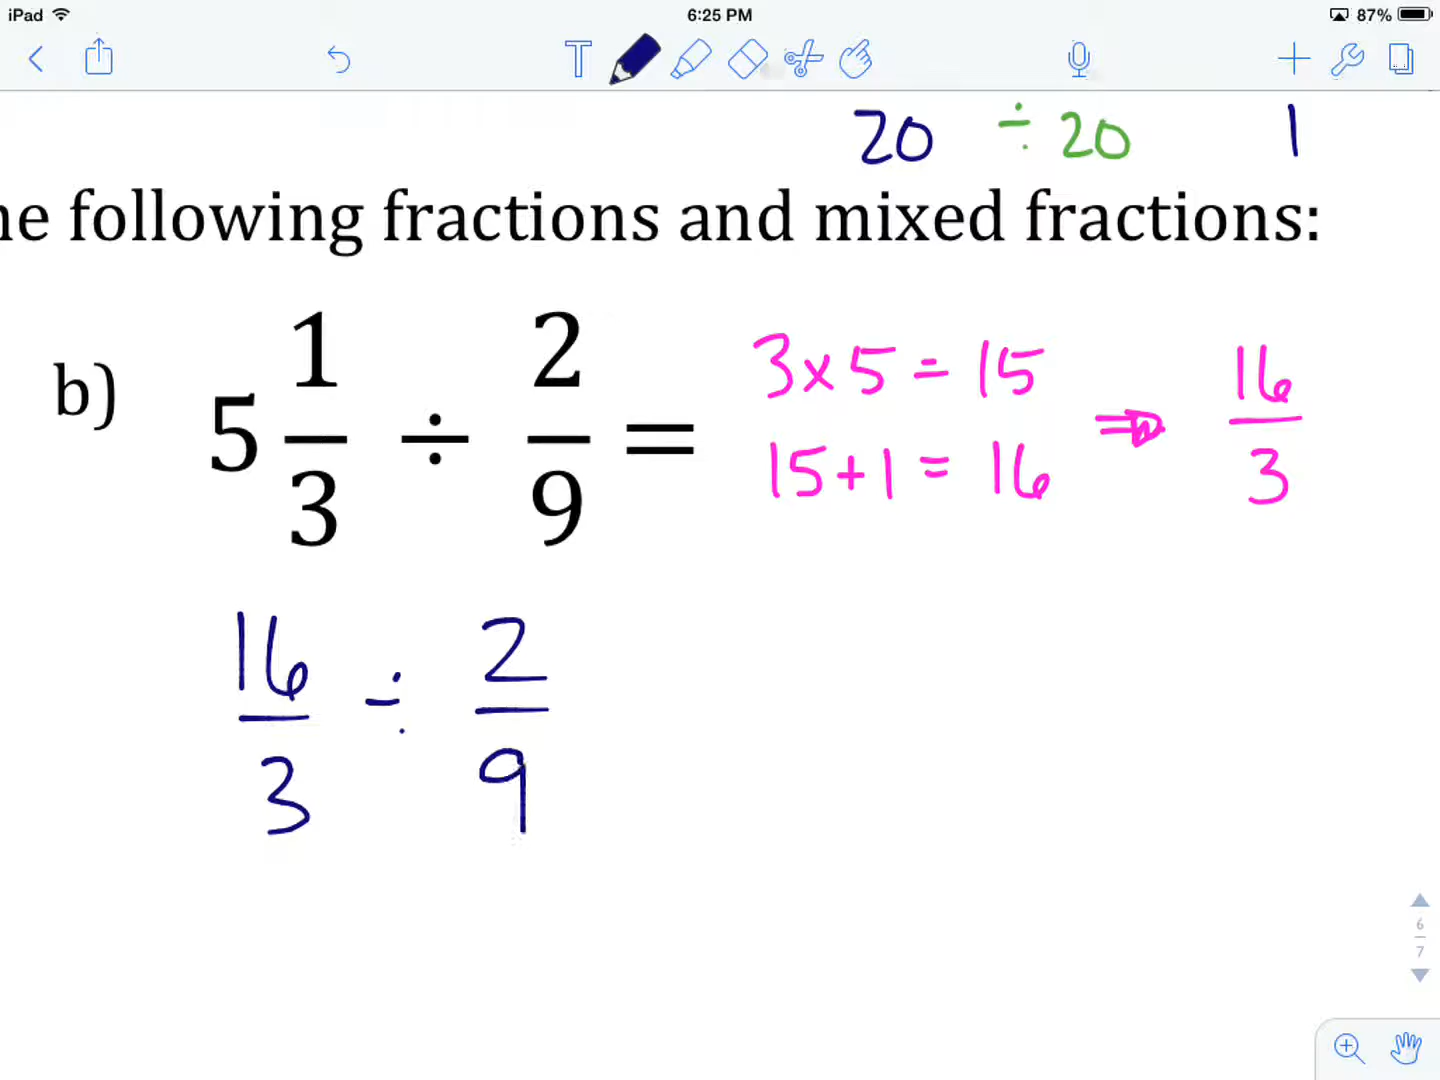 iPad 6:25 PM 87%
T
20 ÷ 20 1
ne following fractions and mixed fractions:
b) 5 1/3 ÷ 2/9 =
3 x 5 = 15
15 + 1 = 16 ⇒ 16/3
16/3 ÷ 2/9
6/7